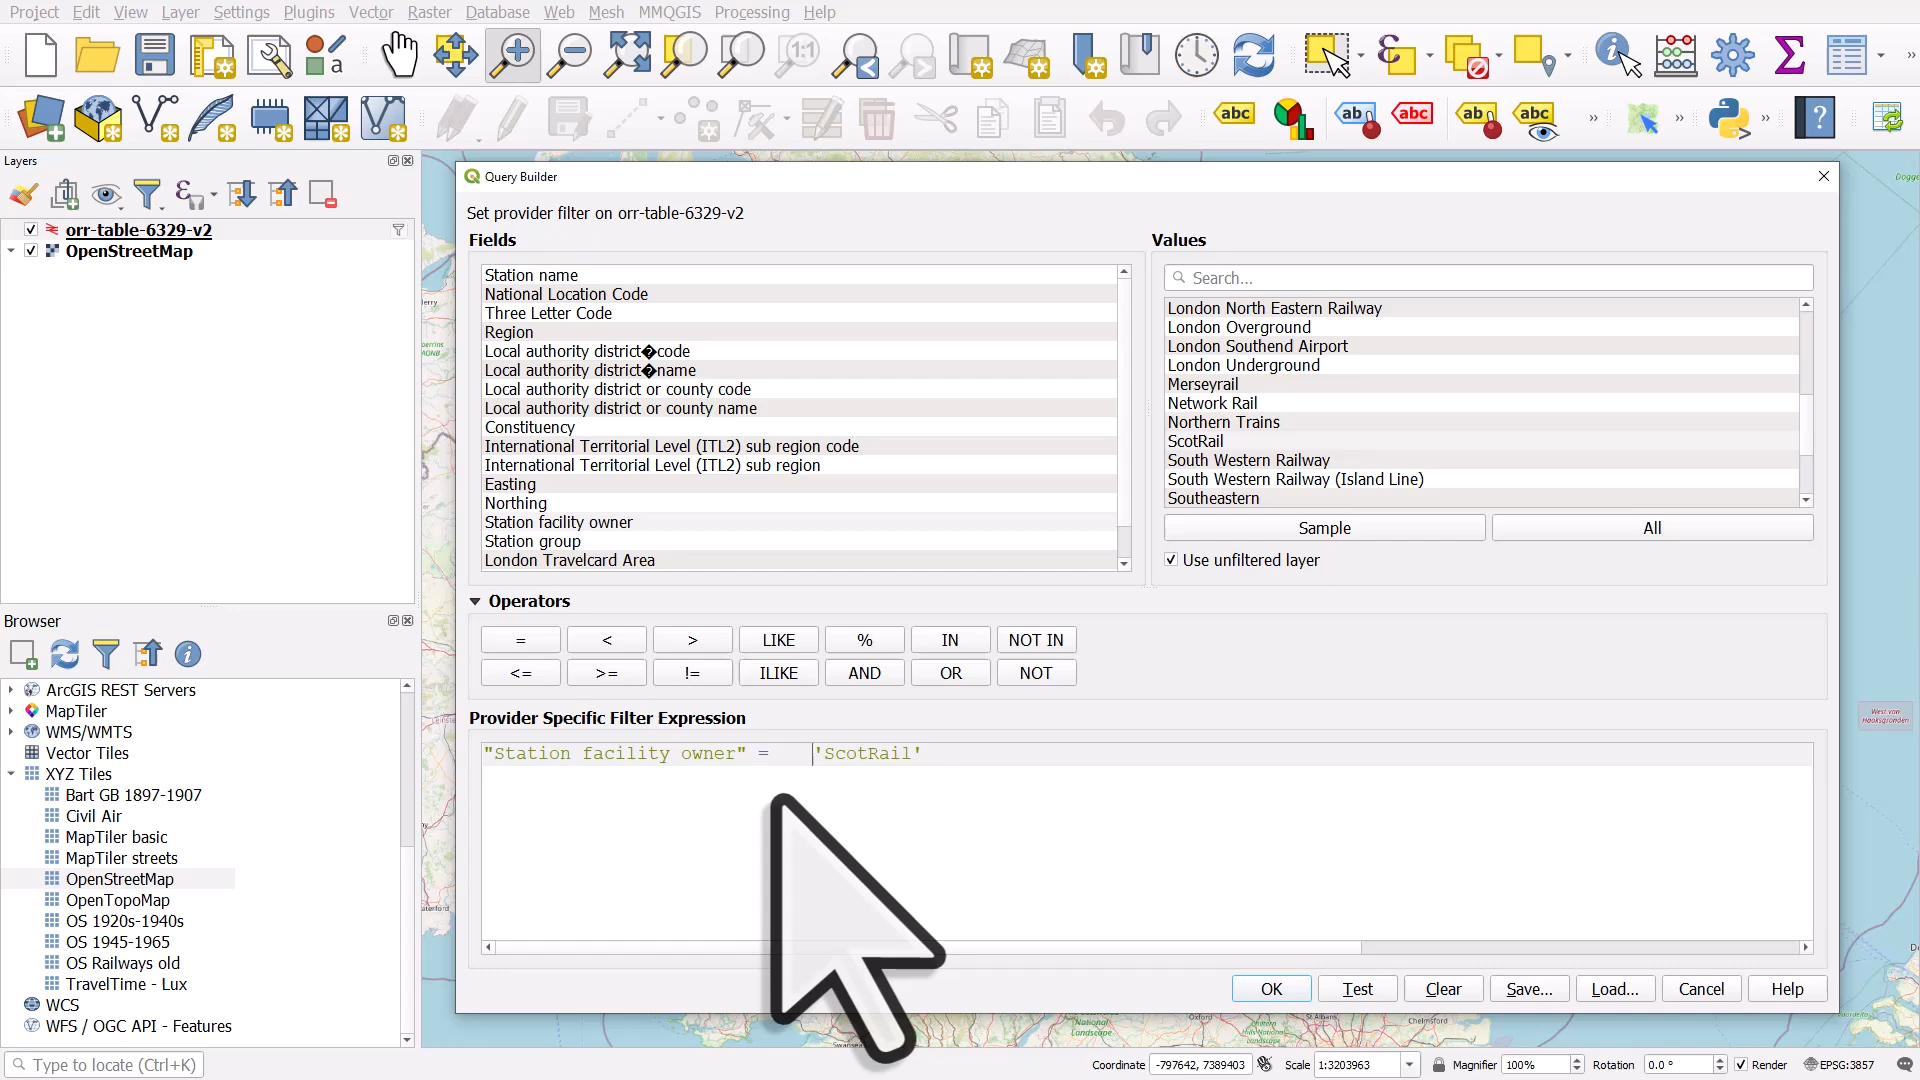 Project Edit View Layer Settings Plugins Vector Raster Database Web Mesh MMQGIS Processing Help
Layers
orr-table-6329-v2
OpenStreetMap
Query Builder
Set provider filter on orr-table-6329-v2
Fields
Station name
National Location Code
Three Letter Code
Region
Local authority district�code
Local authority district�name
Local authority district or county code
Local authority district or county name
Constituency
International Territorial Level (ITL2) sub region code
International Territorial Level (ITL2) sub region
Easting
Northing
Station facility owner
Station group
London Travelcard Area
Values
Search...
London North Eastern Railway
London Overground
London Southend Airport
London Underground
Merseyrail
Network Rail
Northern Trains
ScotRail
South Western Railway
South Western Railway (Island Line)
Southeastern
Sample All
Use unfiltered layer
Operators
= < > LIKE % IN NOT IN
<= >= != ILIKE AND OR NOT
Provider Specific Filter Expression
"Station facility owner" = 'ScotRail'
OK Test Clear Save... Load... Cancel Help
Browser
ArcGIS REST Servers
MapTiler
WMS/WMTS
Vector Tiles
XYZ Tiles
Bart GB 1897-1907
Civil Air
MapTiler basic
MapTiler streets
OpenStreetMap
OpenTopoMap
OS 1920s-1940s
OS 1945-1965
OS Railways old
TravelTime - Lux
WCS
WFS / OGC API - Features
Type to locate (Ctrl+K)
Coordinate -797642, 7389403 Scale 1:3203963 Magnifier 100% Rotation 0.0 ° Render EPSG:3857